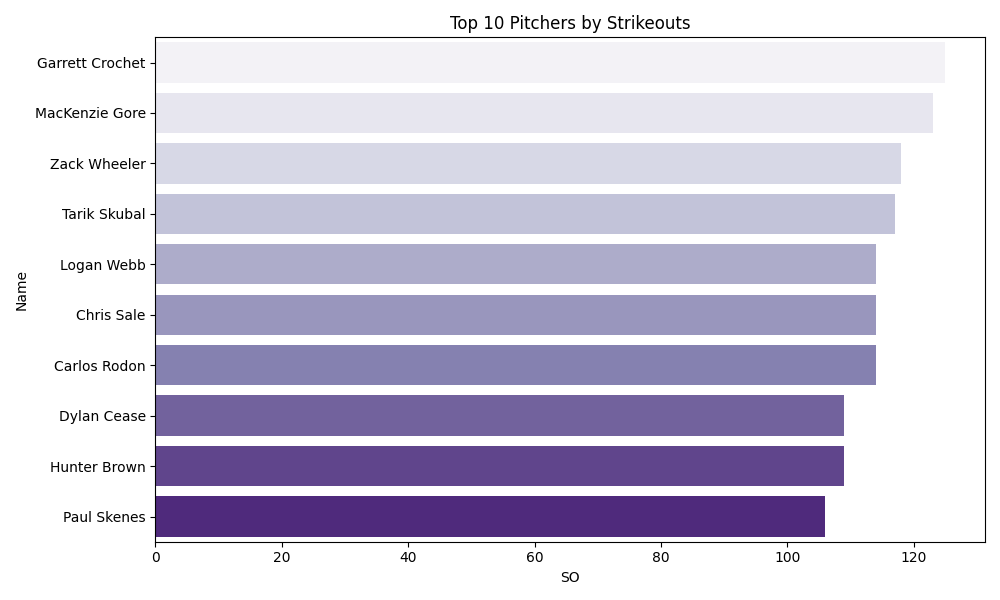 Top 10 Pitchers by Strikeouts
Name
Garrett Crochet
MacKenzie Gore
Zack Wheeler
Tarik Skubal
Logan Webb
Chris Sale
Carlos Rodon
Dylan Cease
Hunter Brown
Paul Skenes
0 20 40 60 80 100 120
SO